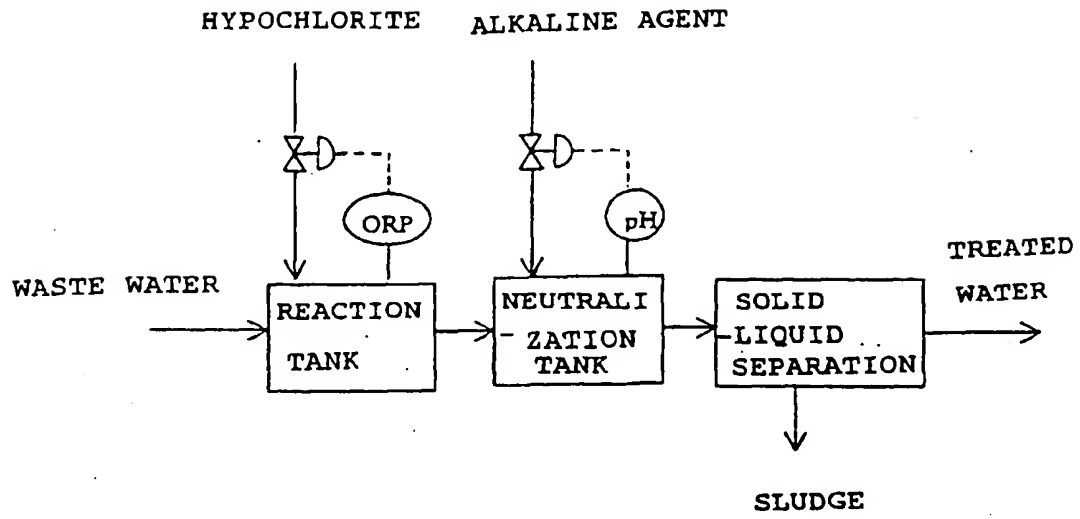 HYPOCHLORITE
ALKALINE AGENT
ORP
pH
WASTE WATER
REACTION
TANK
NEUTRALI
- ZATION
TANK
SOLID
-LIQUID
SEPARATION
TREATED
WATER
SLUDGE